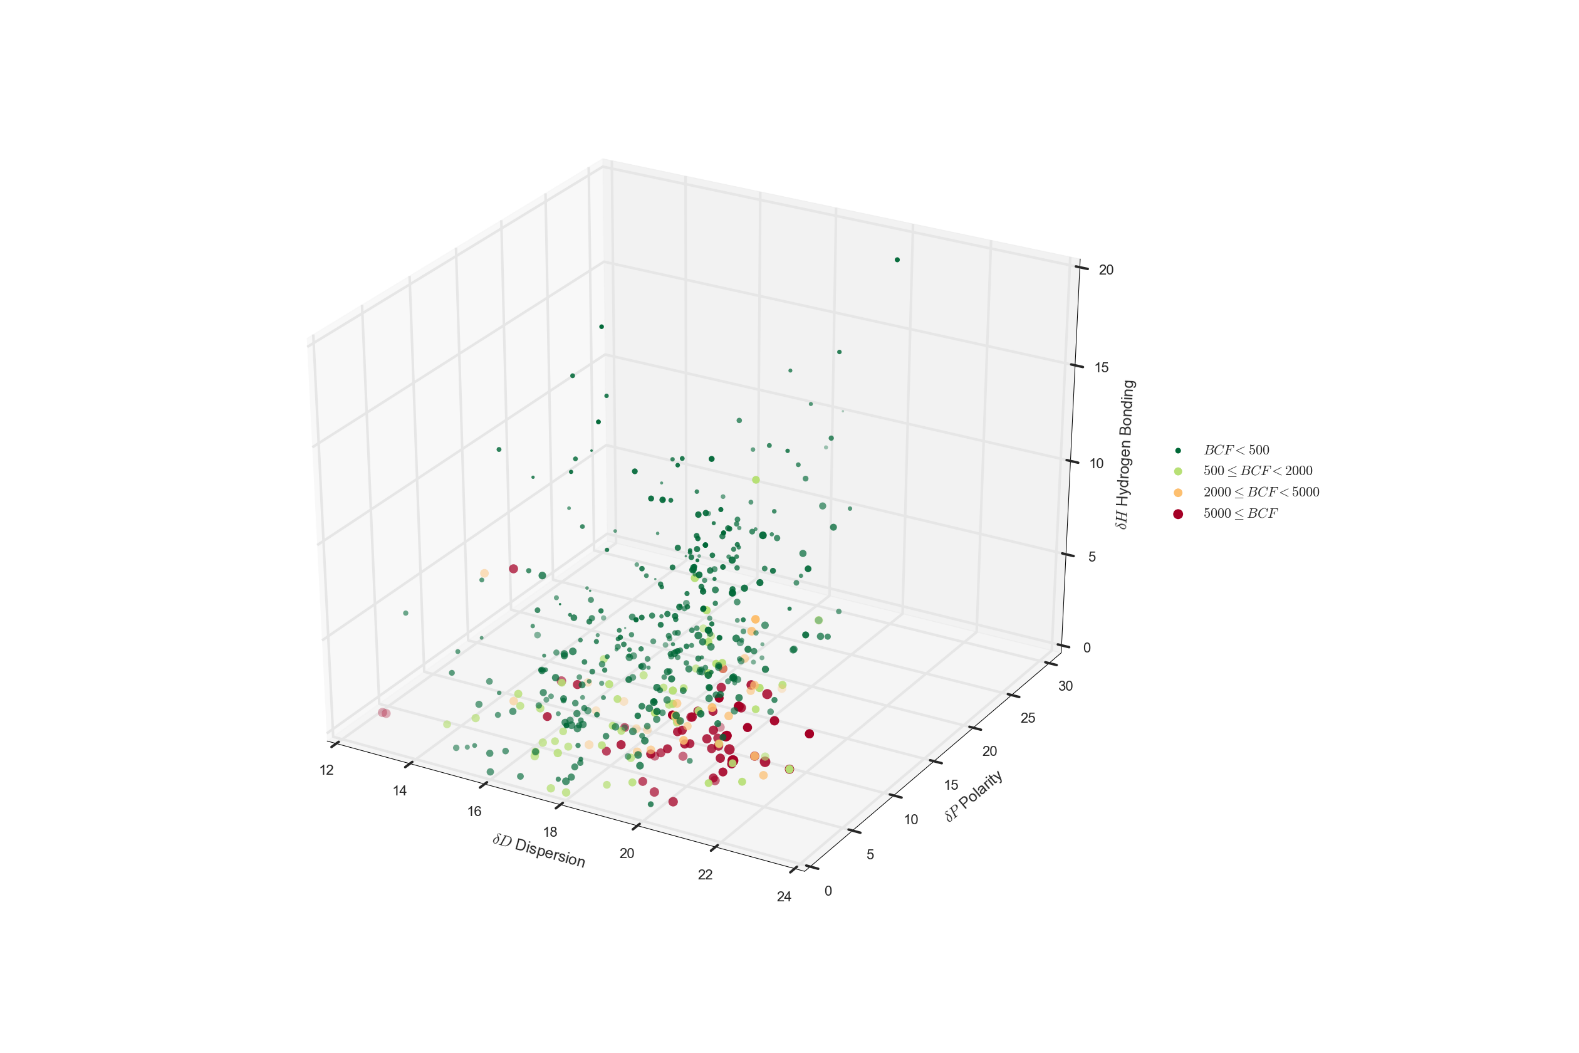 20
15
10
5
0
δH Hydrogen Bonding
30
25
20
15
10
5
0
δP Polarity
12
14
16
18
20
22
24
δD Dispersion
BCF < 500
500 ≤ BCF < 2000
2000 ≤ BCF < 5000
5000 ≤ BCF